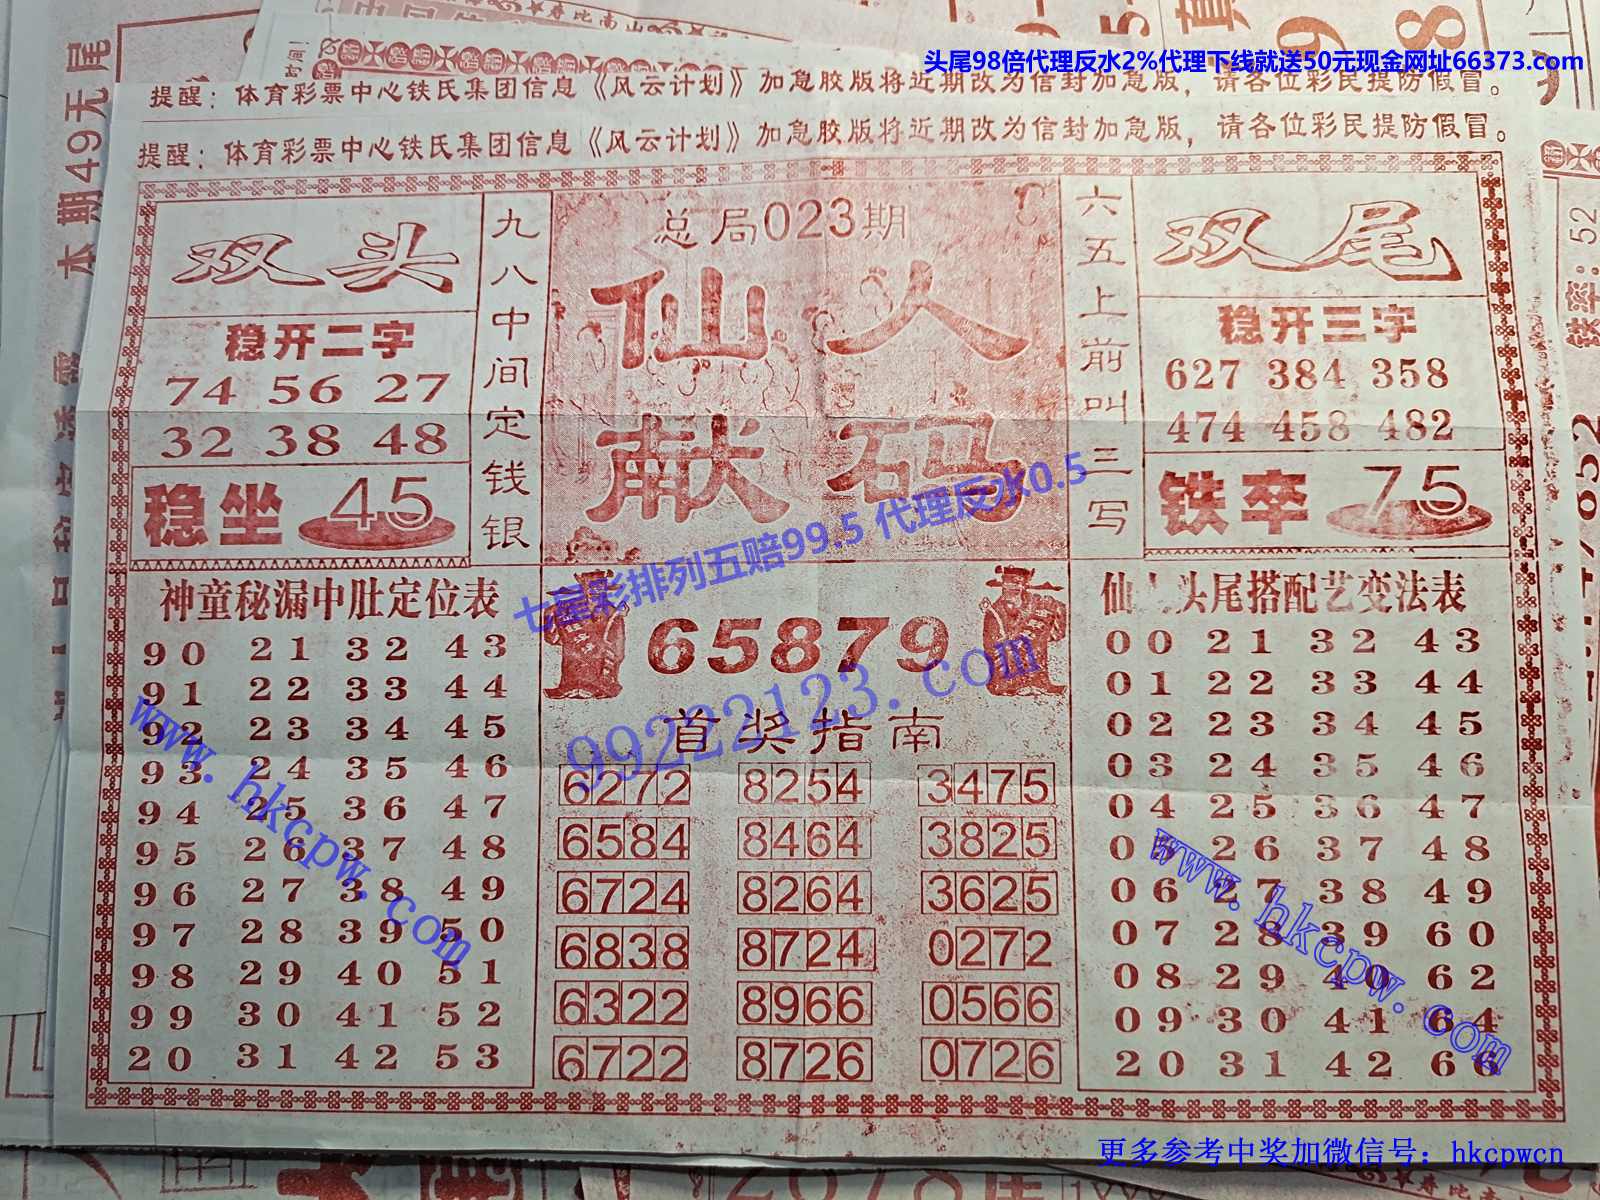 头尾98倍代理反水2%代理下线就送50元现金网址66373.com
提醒：体育彩票中心铁氏集团信息《风云计划》加急胶版将近期改为信封加急版，请各位彩民提防假冒。
提醒：体育彩票中心铁氏集团信息《风云计划》加急胶版将近期改为信封加急版，请各位彩民提防假冒。
本期49无尾
双头
稳开二字
74 56 27
32 38 48
稳坐 45
九八中间定钱银
总局023期
仙人
献码
六五上前叫三写
双尾
稳开三字
627 384 358
474 458 482
铁卒 75
神童秘漏中肚定位表
90 21 32 43
91 22 33 44
92 23 34 45
93 24 35 46
94 25 36 47
95 26 37 48
96 27 38 49
97 28 39 50
98 29 40 51
99 30 41 52
20 31 42 53
65879
首奖指南
6272 8254 3475
6584 8464 3825
6724 8264 3625
6838 8724 0272
6322 8966 0566
6722 8726 0726
仙 头尾搭配艺变法表
00 21 32 43
01 22 33 44
02 23 34 45
03 24 35 46
04 25 36 47
05 26 37 48
06 27 38 49
07 28 39 60
08 29 40 62
09 30 41 64
20 31 42 66
七星彩排列五赔99.5 代理反水0.5
99222123.com
www.hkcpw.com
www.hkcpw.com
更多参考中奖加微信号：hkcpwcn
铁率：52